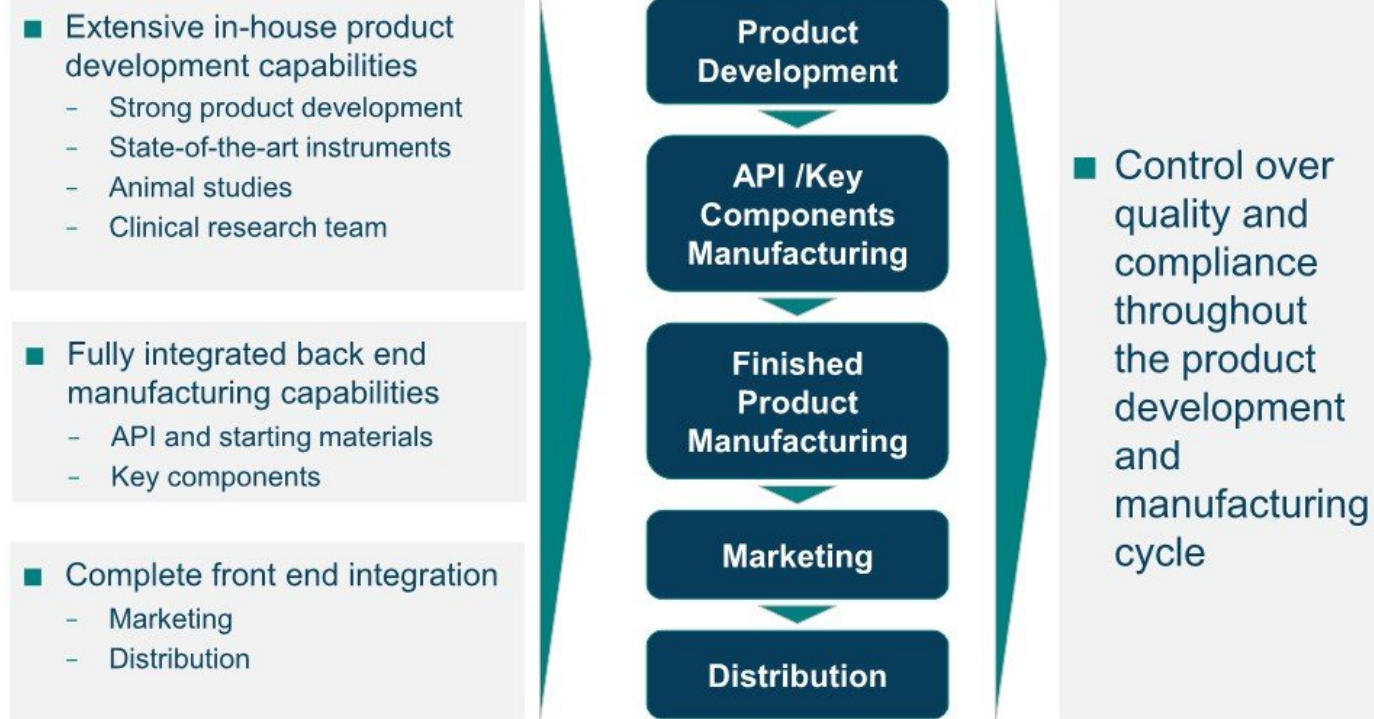 ■ Extensive in-house product
development capabilities
- Strong product development
- State-of-the-art instruments
- Animal studies
- Clinical research team
■ Fully integrated back end
manufacturing capabilities
- API and starting materials
- Key components
■ Complete front end integration
- Marketing
- Distribution
Product
Development
API /Key
Components
Manufacturing
Finished
Product
Manufacturing
Marketing
Distribution
■ Control over
quality and
compliance
throughout
the product
development
and
manufacturing
cycle